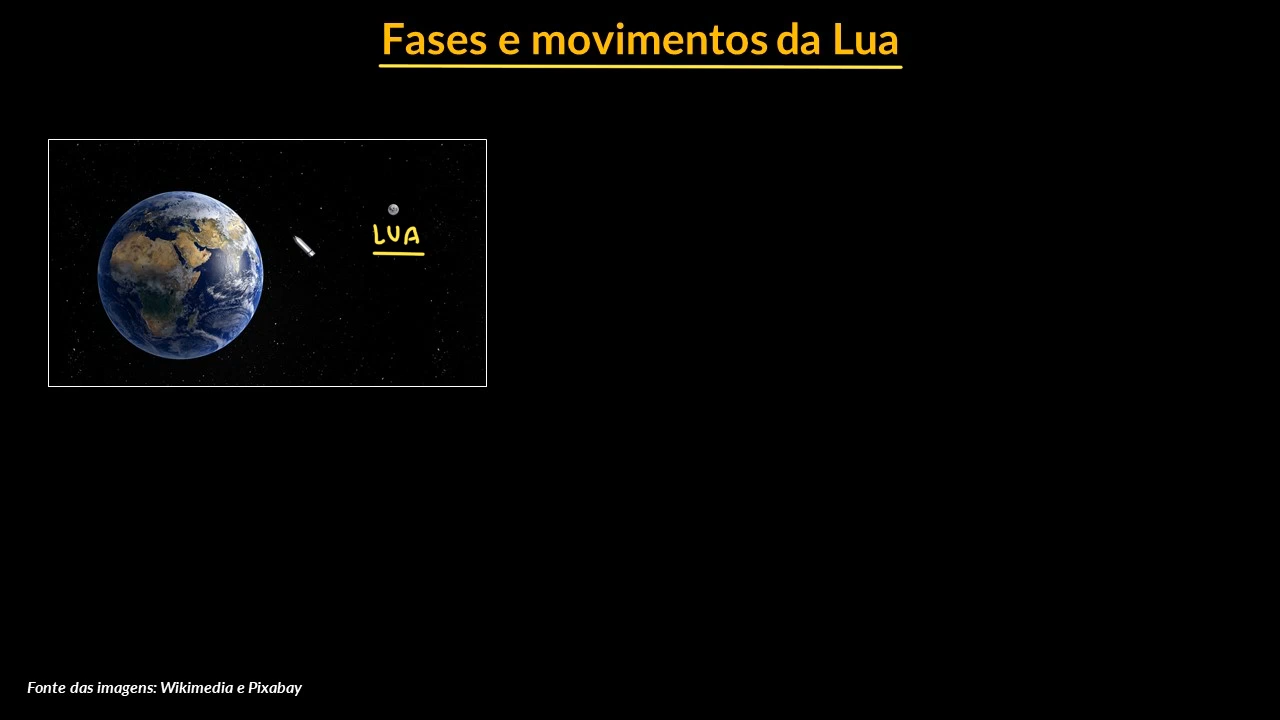 Fases e movimentos da Lua
LUA
Fonte das imagens: Wikimedia e Pixabay